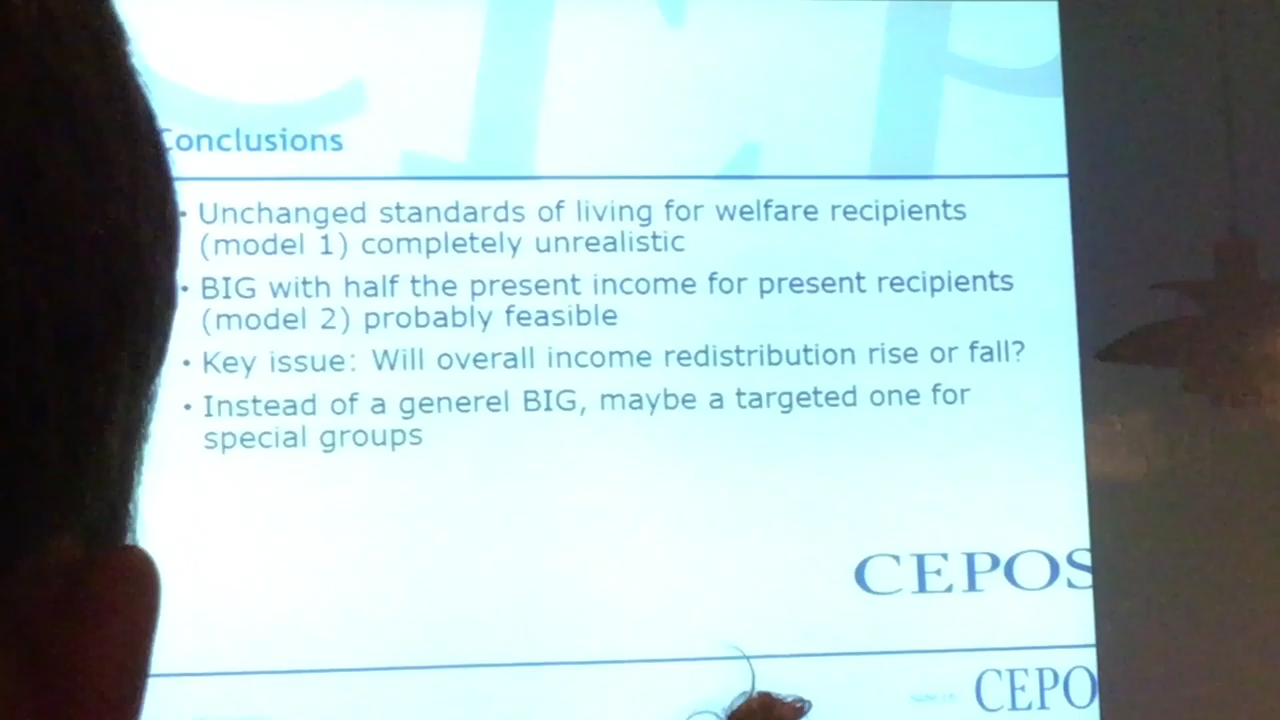 Conclusions
• Unchanged standards of living for welfare recipients
(model 1) completely unrealistic
• BIG with half the present income for present recipients
(model 2) probably feasible
• Key issue: Will overall income redistribution rise or fall?
• Instead of a generel BIG, maybe a targeted one for
special groups
CEPOS
CEPO